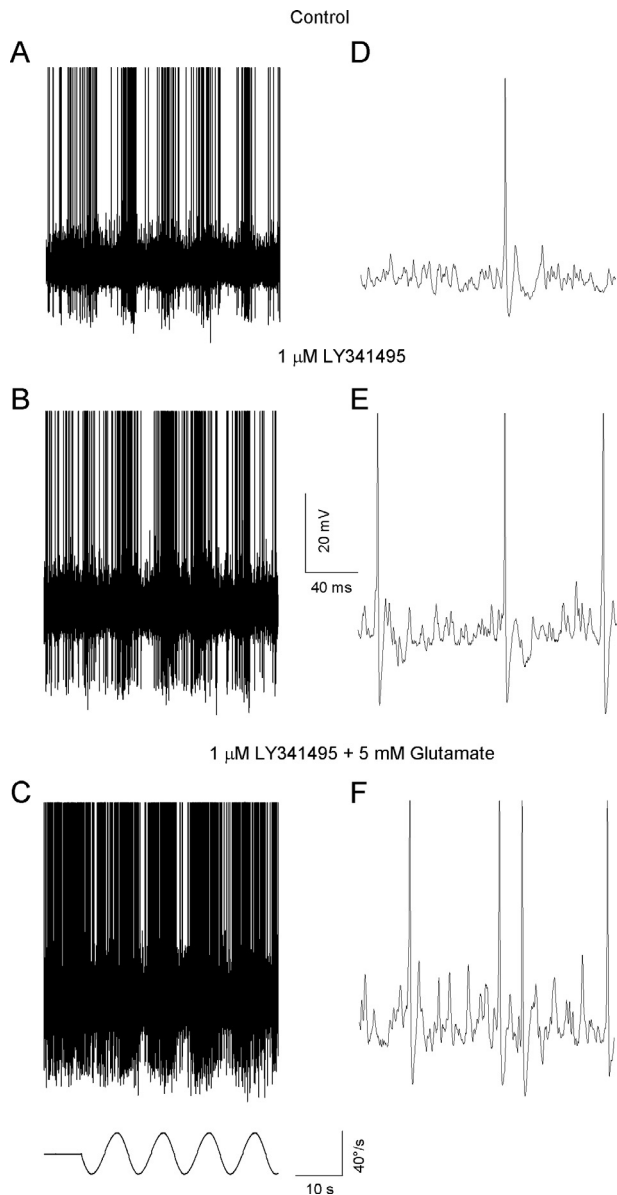 Control
A
D
1 μM LY341495
B
E
20 mV
40 ms
1 μM LY341495 + 5 mM Glutamate
C
F
40°/s
10 s